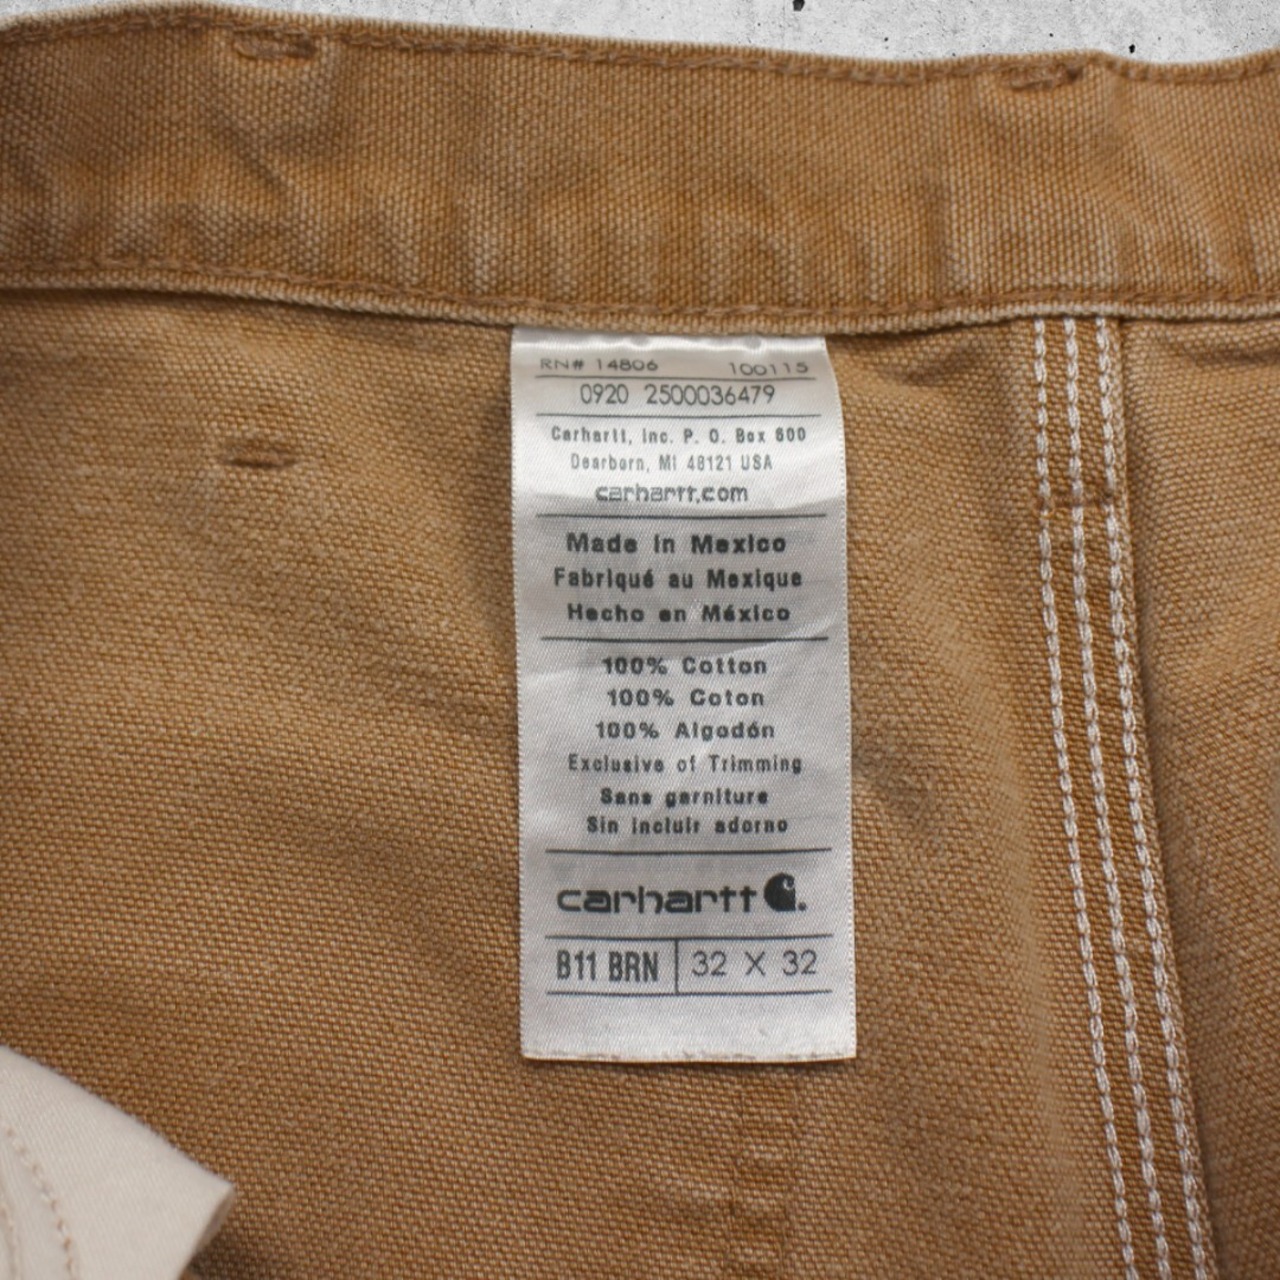 RN# 14806 100115
0920 2500036479
Carhartt, Inc. P. O. Box 600
Dearborn, MI 48121 USA
carhartt.com
Made in Mexico
Fabriqué au Mexique
Hecho en México
100% Cotton
100% Coton
100% Algodón
Exclusive of Trimming
Sans garniture
Sin incluir adorno
carhartt
B11 BRN 32 X 32